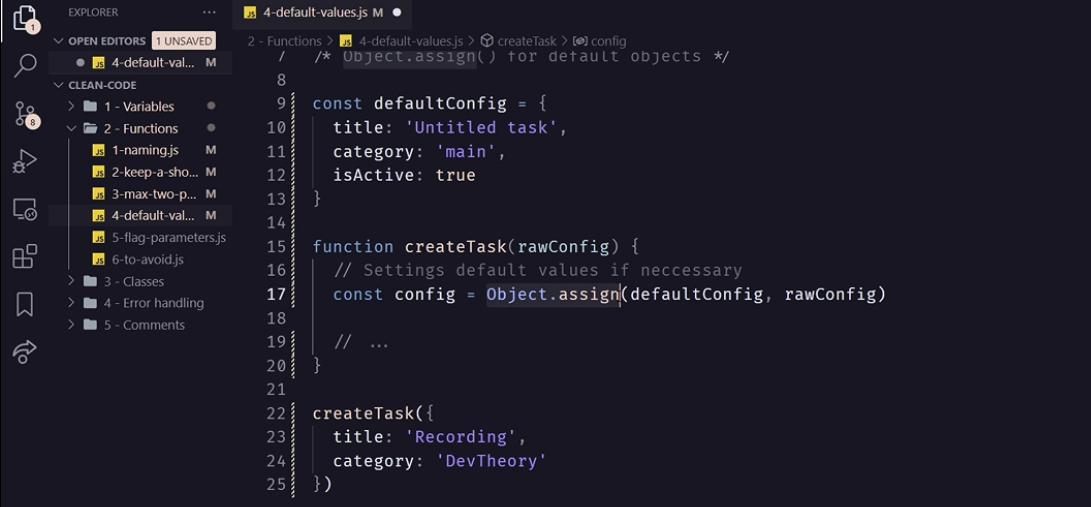 EXPLORER ···
4-default-values.js M
OPEN EDITORS 1 UNSAVED
JS 4-default-val... M
CLEAN-CODE
1 - Variables
2 - Functions
JS 1-naming.js M
JS 2-keep-a-sho... M
JS 3-max-two-p... M
JS 4-default-val... M
JS 5-flag-parameters.js
JS 6-to-avoid.js
3 - Classes
4 - Error handling
5 - Comments
1
8
2 - Functions > JS 4-default-values.js > createTask > config
7 /* Object.assign() for default objects */
8
9 const defaultConfig = {
10 title: 'Untitled task',
11 category: 'main',
12 isActive: true
13 }
14
15 function createTask(rawConfig) {
16 // Settings default values if neccessary
17 const config = Object.assign(defaultConfig, rawConfig)
18
19 // ...
20 }
21
22 createTask({
23 title: 'Recording',
24 category: 'DevTheory'
25 })